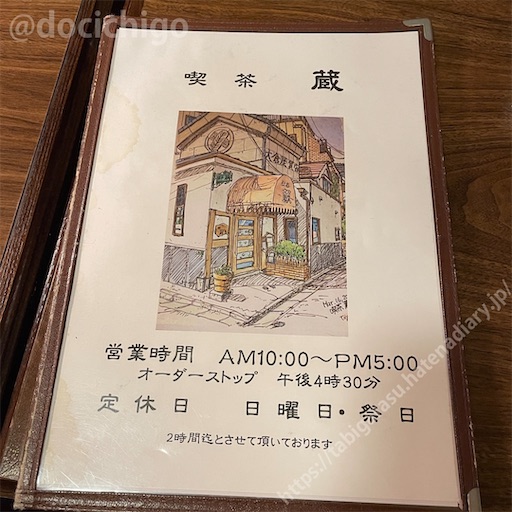 @docichigo
喫茶 蔵
営業時間 AM10:00～PM5:00
オーダーストップ 午後4時30分
定休日 日曜日・祭日
2時間迄とさせて頂いております
https://tabigurasu.hatenadiary.jp/